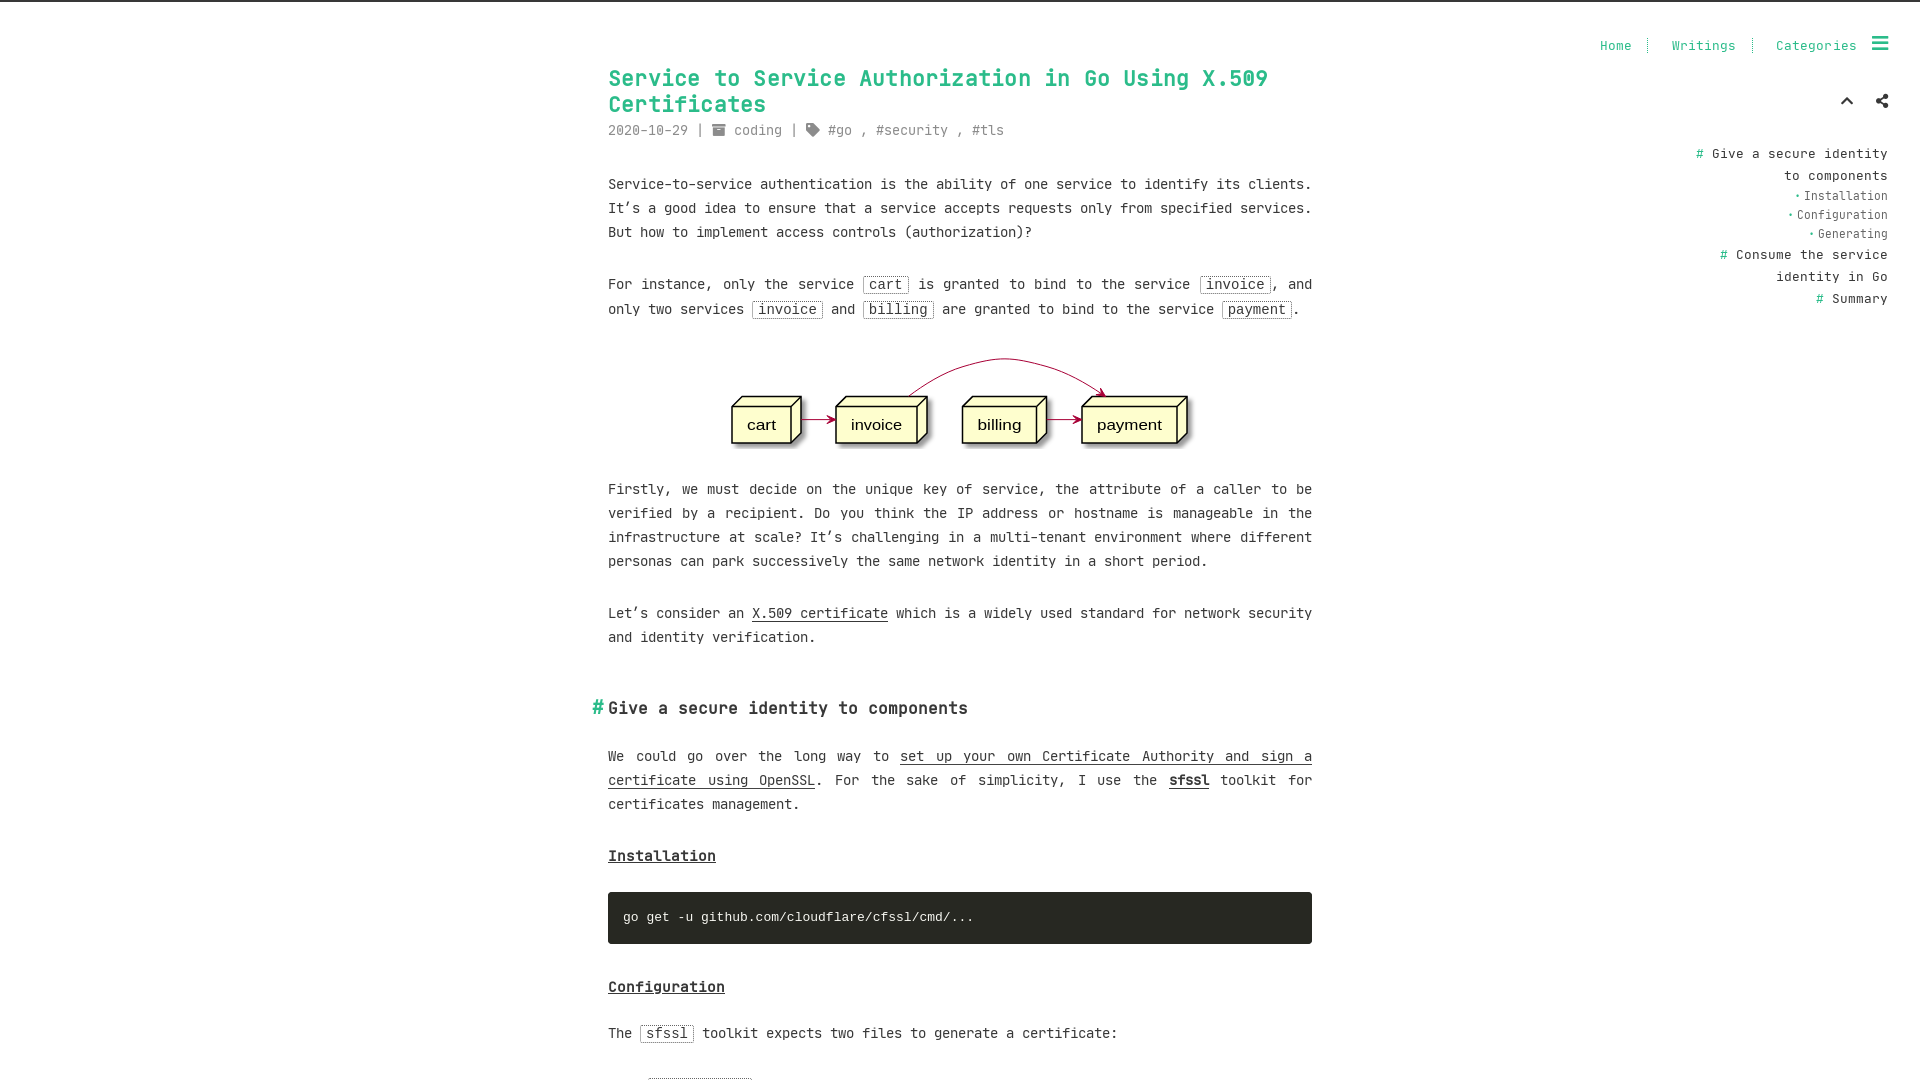 Home
Writings
Categories
Service to Service Authorization in Go Using X.509
Certificates
2020-10-29 | coding | #go , #security , #tls
# Give a secure identity
to components
· Installation
· Configuration
· Generating
# Consume the service
identity in Go
# Summary
Service-to-service authentication is the ability of one service to identify its clients.
It’s a good idea to ensure that a service accepts requests only from specified services.
But how to implement access controls (authorization)?
For instance, only the service cart is granted to bind to the service invoice, and
only two services invoice and billing are granted to bind to the service payment.
cart
invoice
billing
payment
Firstly, we must decide on the unique key of service, the attribute of a caller to be
verified by a recipient. Do you think the IP address or hostname is manageable in the
infrastructure at scale? It’s challenging in a multi-tenant environment where different
personas can park successively the same network identity in a short period.
Let’s consider an X.509 certificate which is a widely used standard for network security
and identity verification.
# Give a secure identity to components
We could go over the long way to set up your own Certificate Authority and sign a
certificate using OpenSSL. For the sake of simplicity, I use the sfssl toolkit for
certificates management.
Installation
go get -u github.com/cloudflare/cfssl/cmd/...
Configuration
The sfssl toolkit expects two files to generate a certificate: